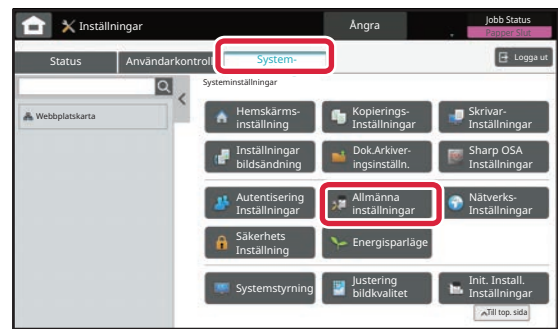 Inställningar
Ångra
Jobb Status
Papper Slut
Status
Användarkontroll
System-
Logga ut
Systeminställningar
Webbplatskarta
Hemskärms-
inställning
Kopierings-
Inställningar
Skrivar-
Inställningar
Inställningar
bildsändning
Dok.Arkiver-
ingsinställn.
Sharp OSA
Inställningar
Autentisering
Inställningar
Allmänna
inställningar
Nätverks-
Inställningar
Säkerhets
Inställning
Energisparläge
Systemstyrning
Justering
bildkvalitet
Init. Install.
Inställningar
Till top. sida